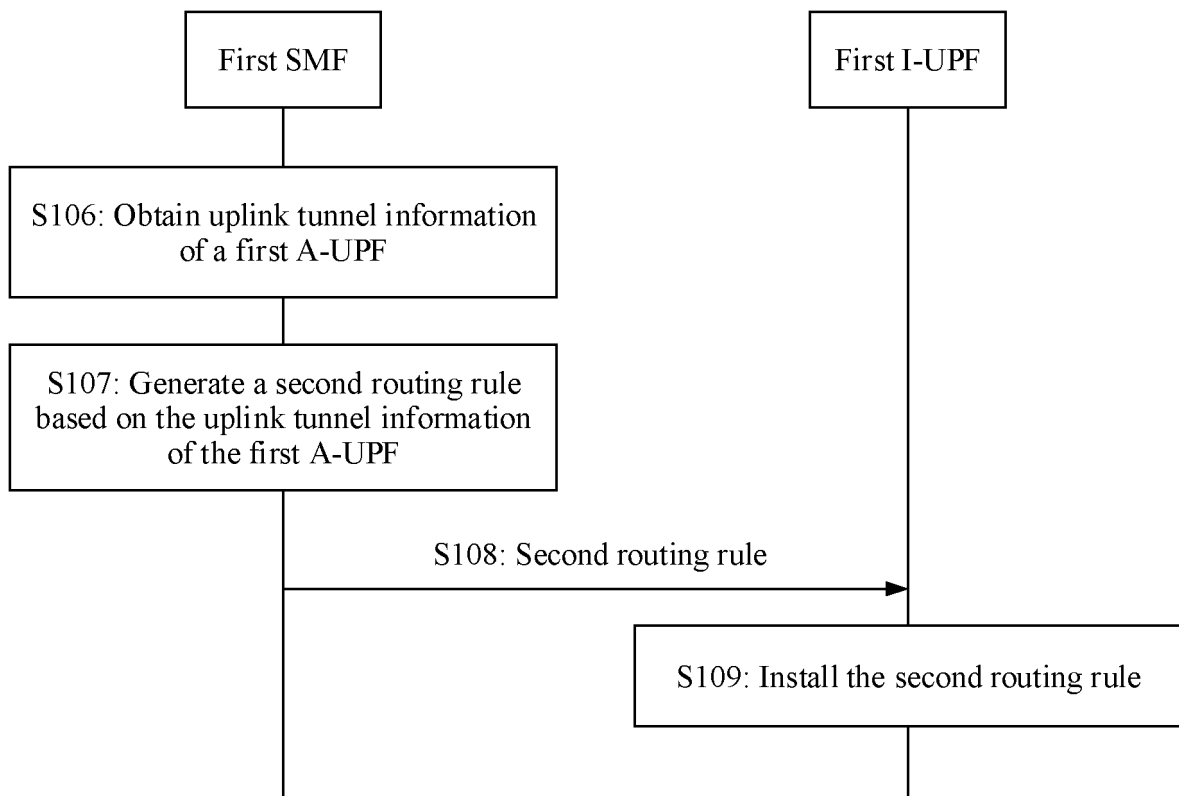 First SMF
First I-UPF
S106: Obtain uplink tunnel information
of a first A-UPF
S107: Generate a second routing rule
based on the uplink tunnel information
of the first A-UPF
S108: Second routing rule
S109: Install the second routing rule